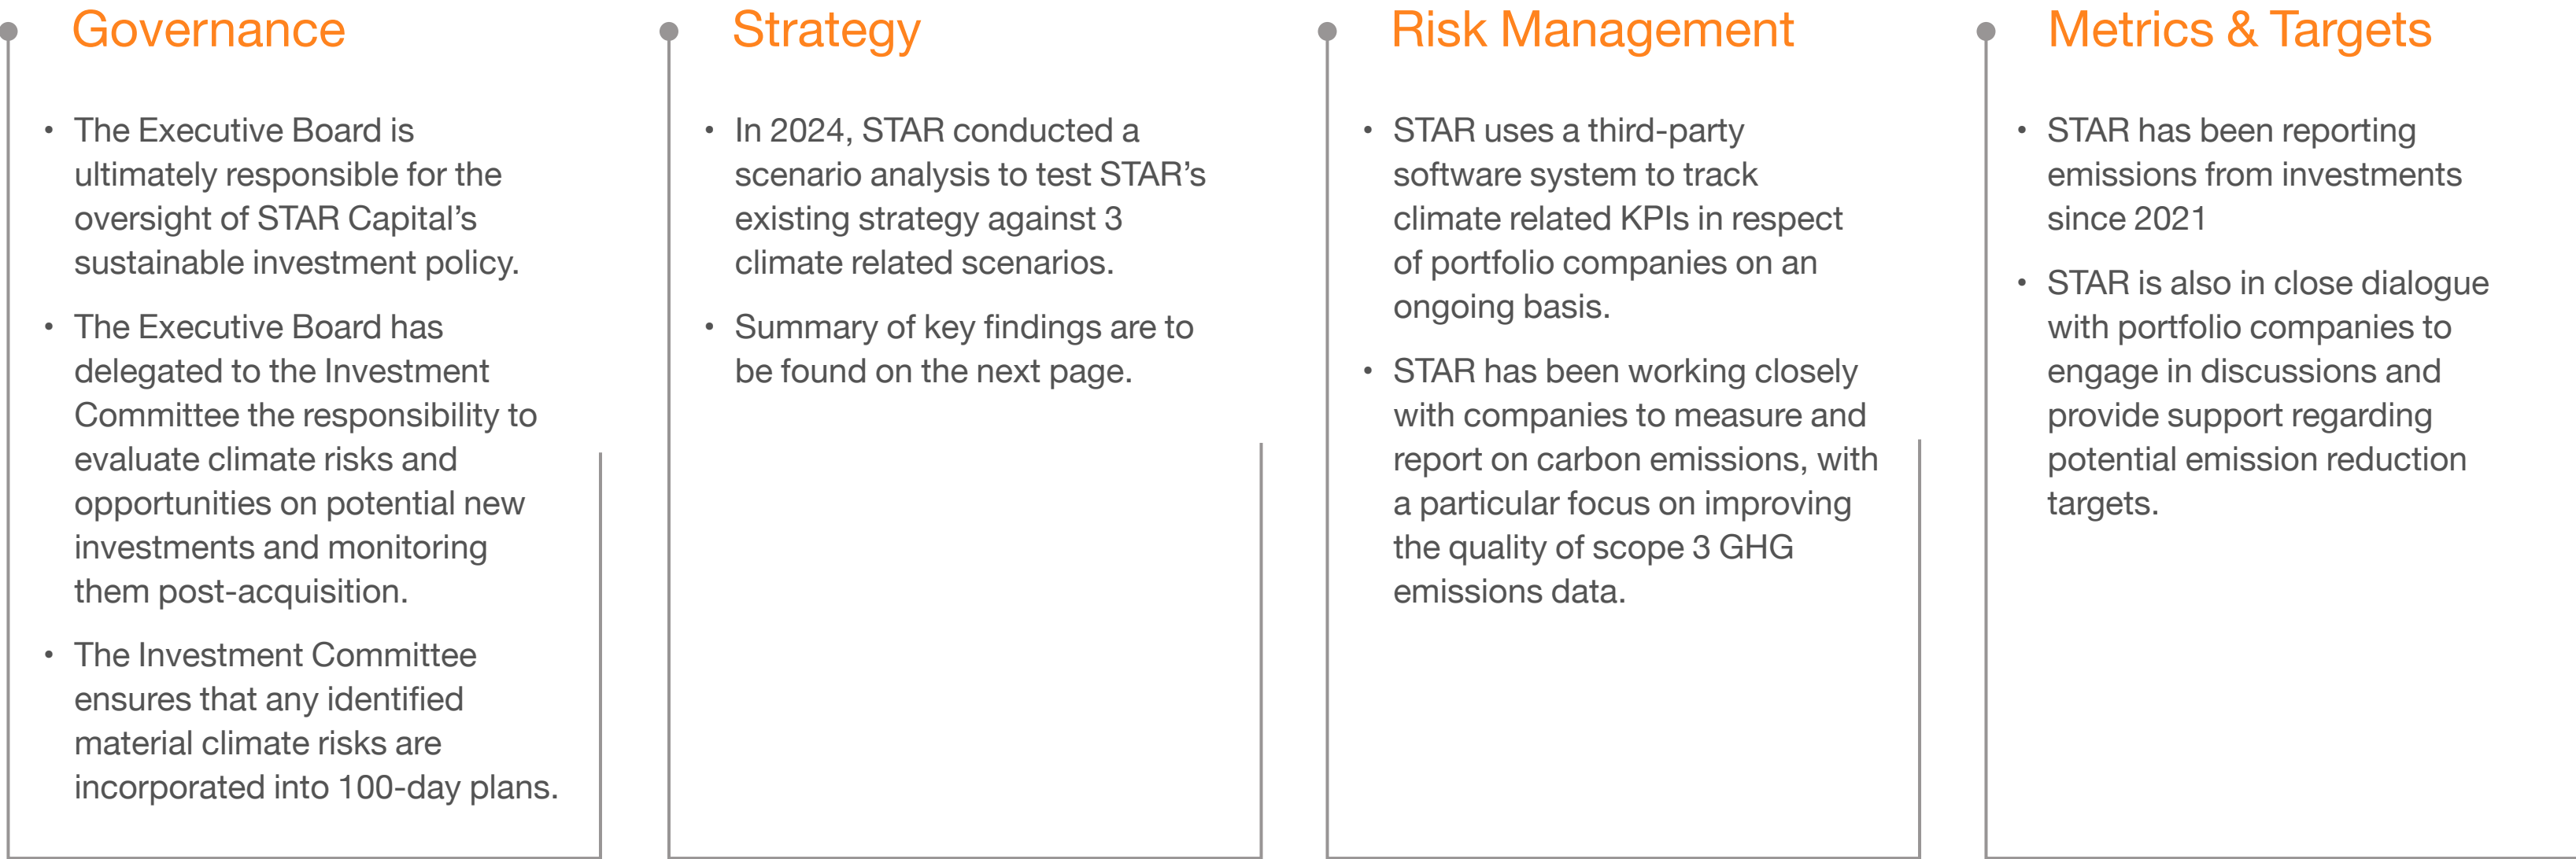 Governance
• The Executive Board is
ultimately responsible for the
oversight of STAR Capital’s
sustainable investment policy.
• The Executive Board has
delegated to the Investment
Committee the responsibility to
evaluate climate risks and
opportunities on potential new
investments and monitoring
them post-acquisition.
• The Investment Committee
ensures that any identified
material climate risks are
incorporated into 100-day plans.
Strategy
• In 2024, STAR conducted a
scenario analysis to test STAR’s
existing strategy against 3
climate related scenarios.
• Summary of key findings are to
be found on the next page.
Risk Management
• STAR uses a third-party
software system to track
climate related KPIs in respect
of portfolio companies on an
ongoing basis.
• STAR has been working closely
with companies to measure and
report on carbon emissions, with
a particular focus on improving
the quality of scope 3 GHG
emissions data.
Metrics & Targets
• STAR has been reporting
emissions from investments
since 2021
• STAR is also in close dialogue
with portfolio companies to
engage in discussions and
provide support regarding
potential emission reduction
targets.